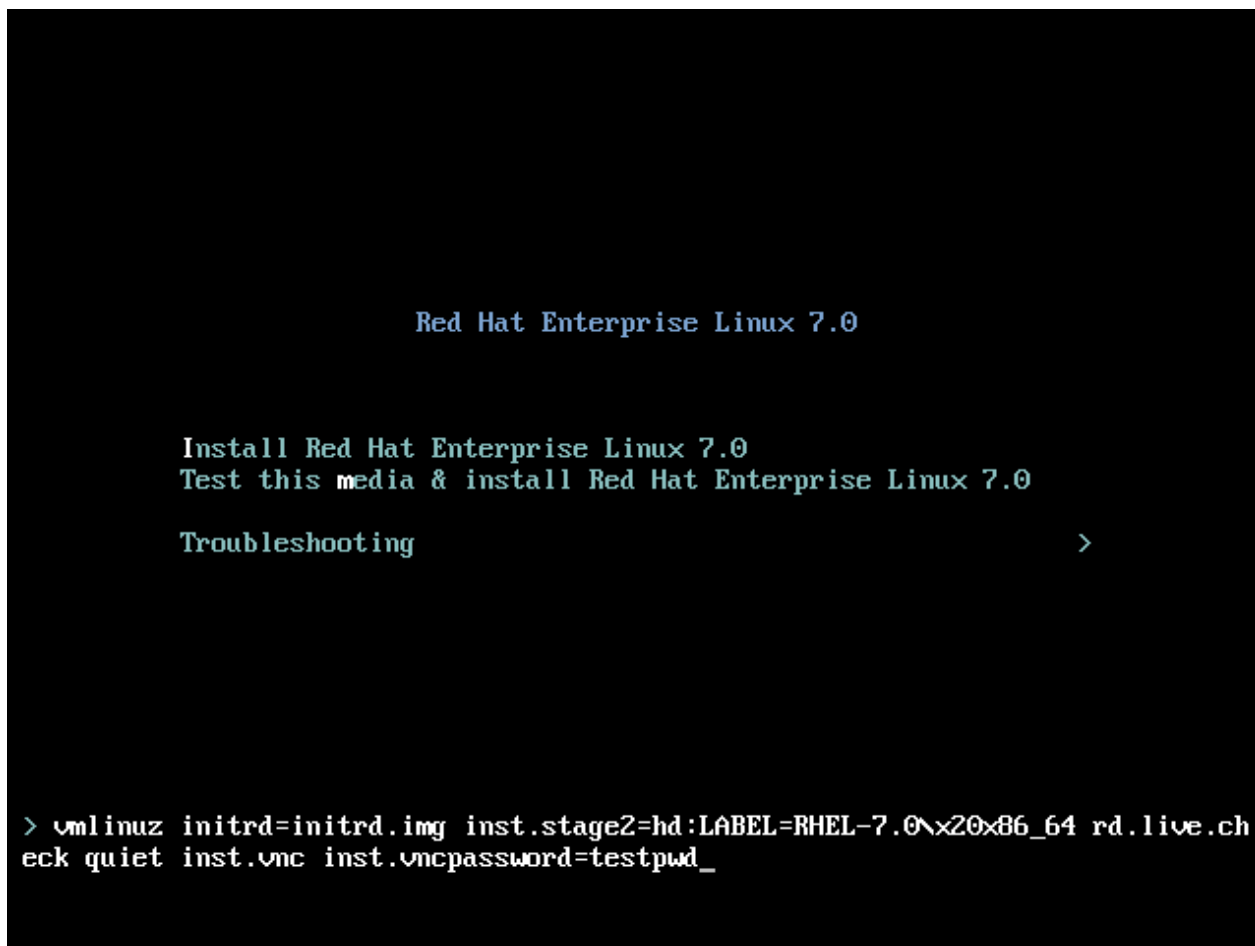 Red Hat Enterprise Linux 7.0
Install Red Hat Enterprise Linux 7.0
Test this media & install Red Hat Enterprise Linux 7.0
Troubleshooting >
> vmlinuz initrd=initrd.img inst.stage2=hd:LABEL=RHEL-7.0\x20x86_64 rd.live.ch
eck quiet inst.vnc inst.vncpassword=testpwd_